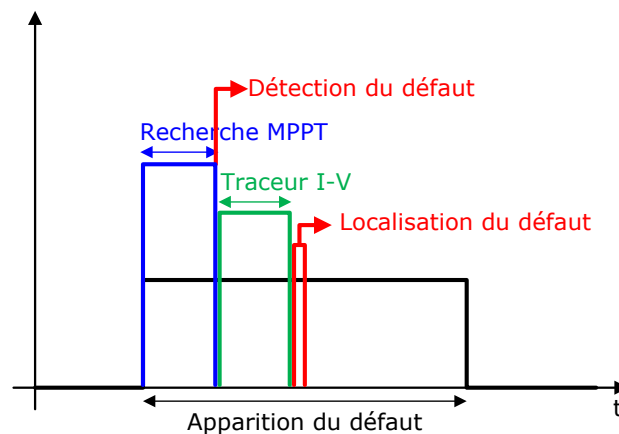 Détection du défaut
Recherche MPPT
Traceur I-V
Localisation du défaut
t
Apparition du défaut